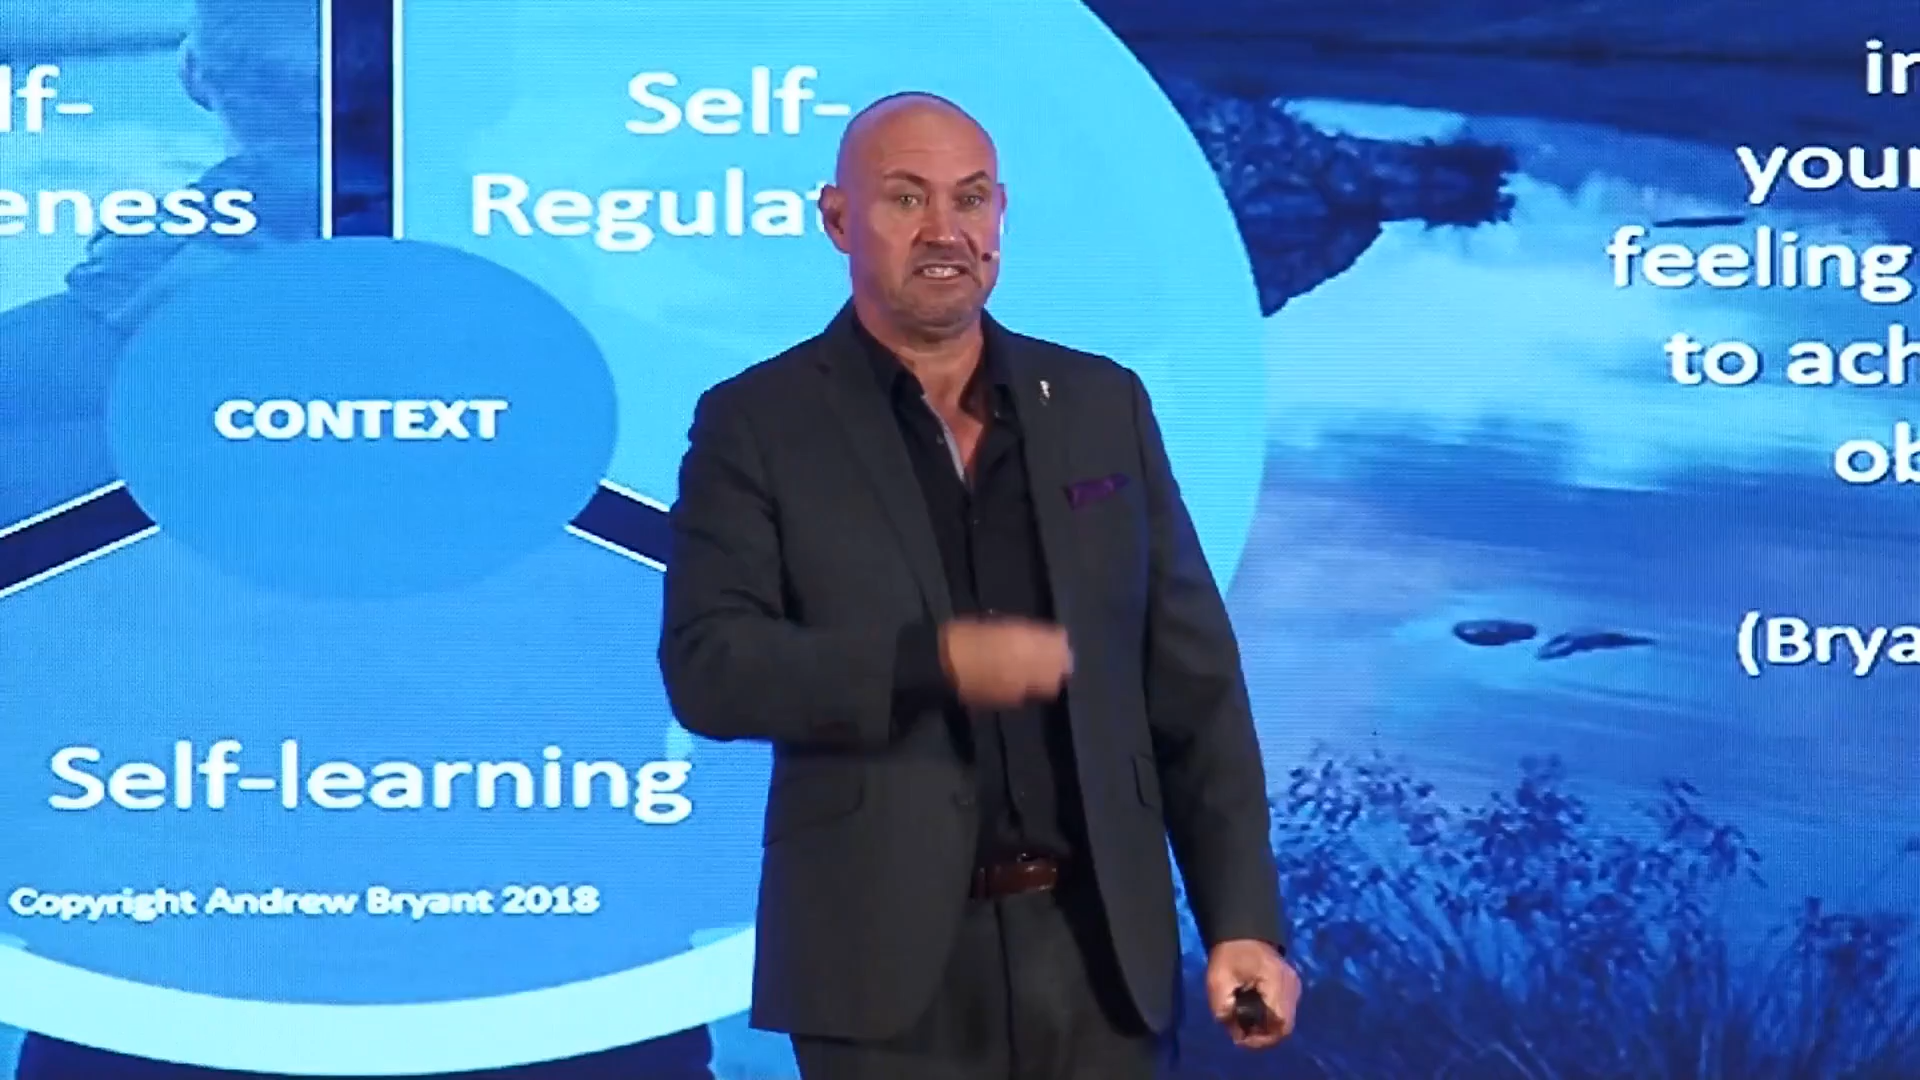 lf-
eness
Self-
Regulat
CONTEXT
Self-learning
Copyright Andrew Bryant 2018
in
your
feeling
to ach
ob
(Brya